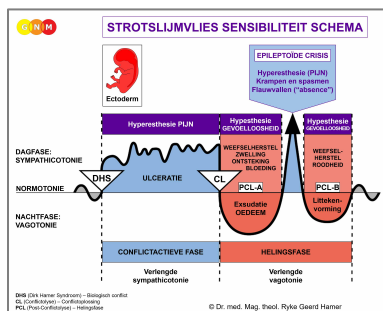 GNM
STROTSLIJMVLIES SENSIBILITEIT SCHEMA
EPILEPTOÏDE CRISIS
Hyperesthesie (PIJN)
Krampen en spasmen
Flauwvallen ("absence")
Ectoderm
Hyperesthesie PIJN
Hypesthesie
GEVOELLOOSHEID
Hypesthesie
GEVOELLOOSHEID
DAGFASE:
SYMPATHICOTONIE
WEEFSELHERSTEL
ZWELLING
ONTSTEKING
BLOEDING
WEEFSEL-
HERSTEL
ROODHEID
DHS
ULCERATIE
CL
PCL-A
PCL-B
NORMOTONIE
Exsudatie
OEDEEM
Litteken-
vorming
NACHTFASE:
VAGOTONIE
CONFLICTACTIEVE FASE
HELINGSFASE
Verlengde
sympathicotonie
Verlengde
vagotonie
DHS (Dirk Hamer Syndroom) – Biologisch conflict
CL (Conflictolyse) – Conflictoplossing
PCL (Post-Conflictolyse) – Helingsfase
© Dr. med. Mag. theol. Ryke Geerd Hamer